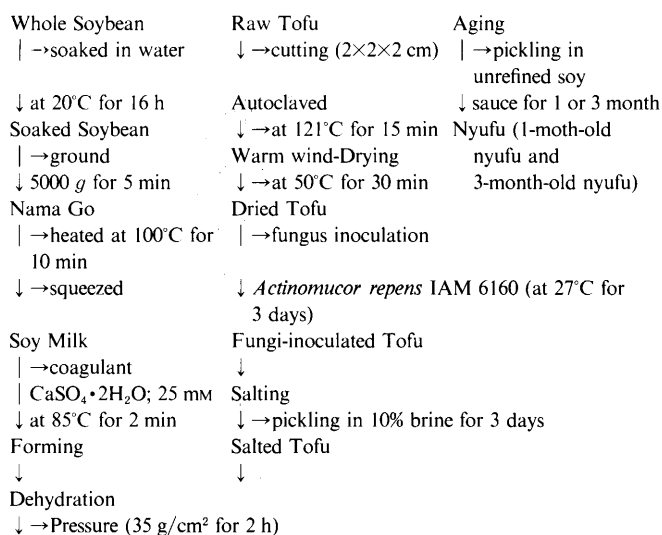 Whole Soybean
| →soaked in water
↓ at 20°C for 16 h
Soaked Soybean
| →ground
↓ 5000 g for 5 min
Nama Go
| →heated at 100°C for
10 min
↓ →squeezed
Soy Milk
| →coagulant
| CaSO₄•2H₂O; 25 mM
↓ at 85°C for 2 min
Forming
↓
Dehydration
↓ →Pressure (35 g/cm² for 2 h)
Raw Tofu
↓ →cutting (2×2×2 cm)
Autoclaved
↓ →at 121°C for 15 min
Warm wind-Drying
↓ →at 50°C for 30 min
Dried Tofu
| →fungus inoculation
↓ Actinomucor repens IAM 6160 (at 27°C for
3 days)
Fungi-inoculated Tofu
↓
Salting
↓ →pickling in 10% brine for 3 days
Salted Tofu
↓
Aging
| →pickling in
unrefined soy
↓ sauce for 1 or 3 month
Nyufu (1-moth-old
nyufu and
3-month-old nyufu)